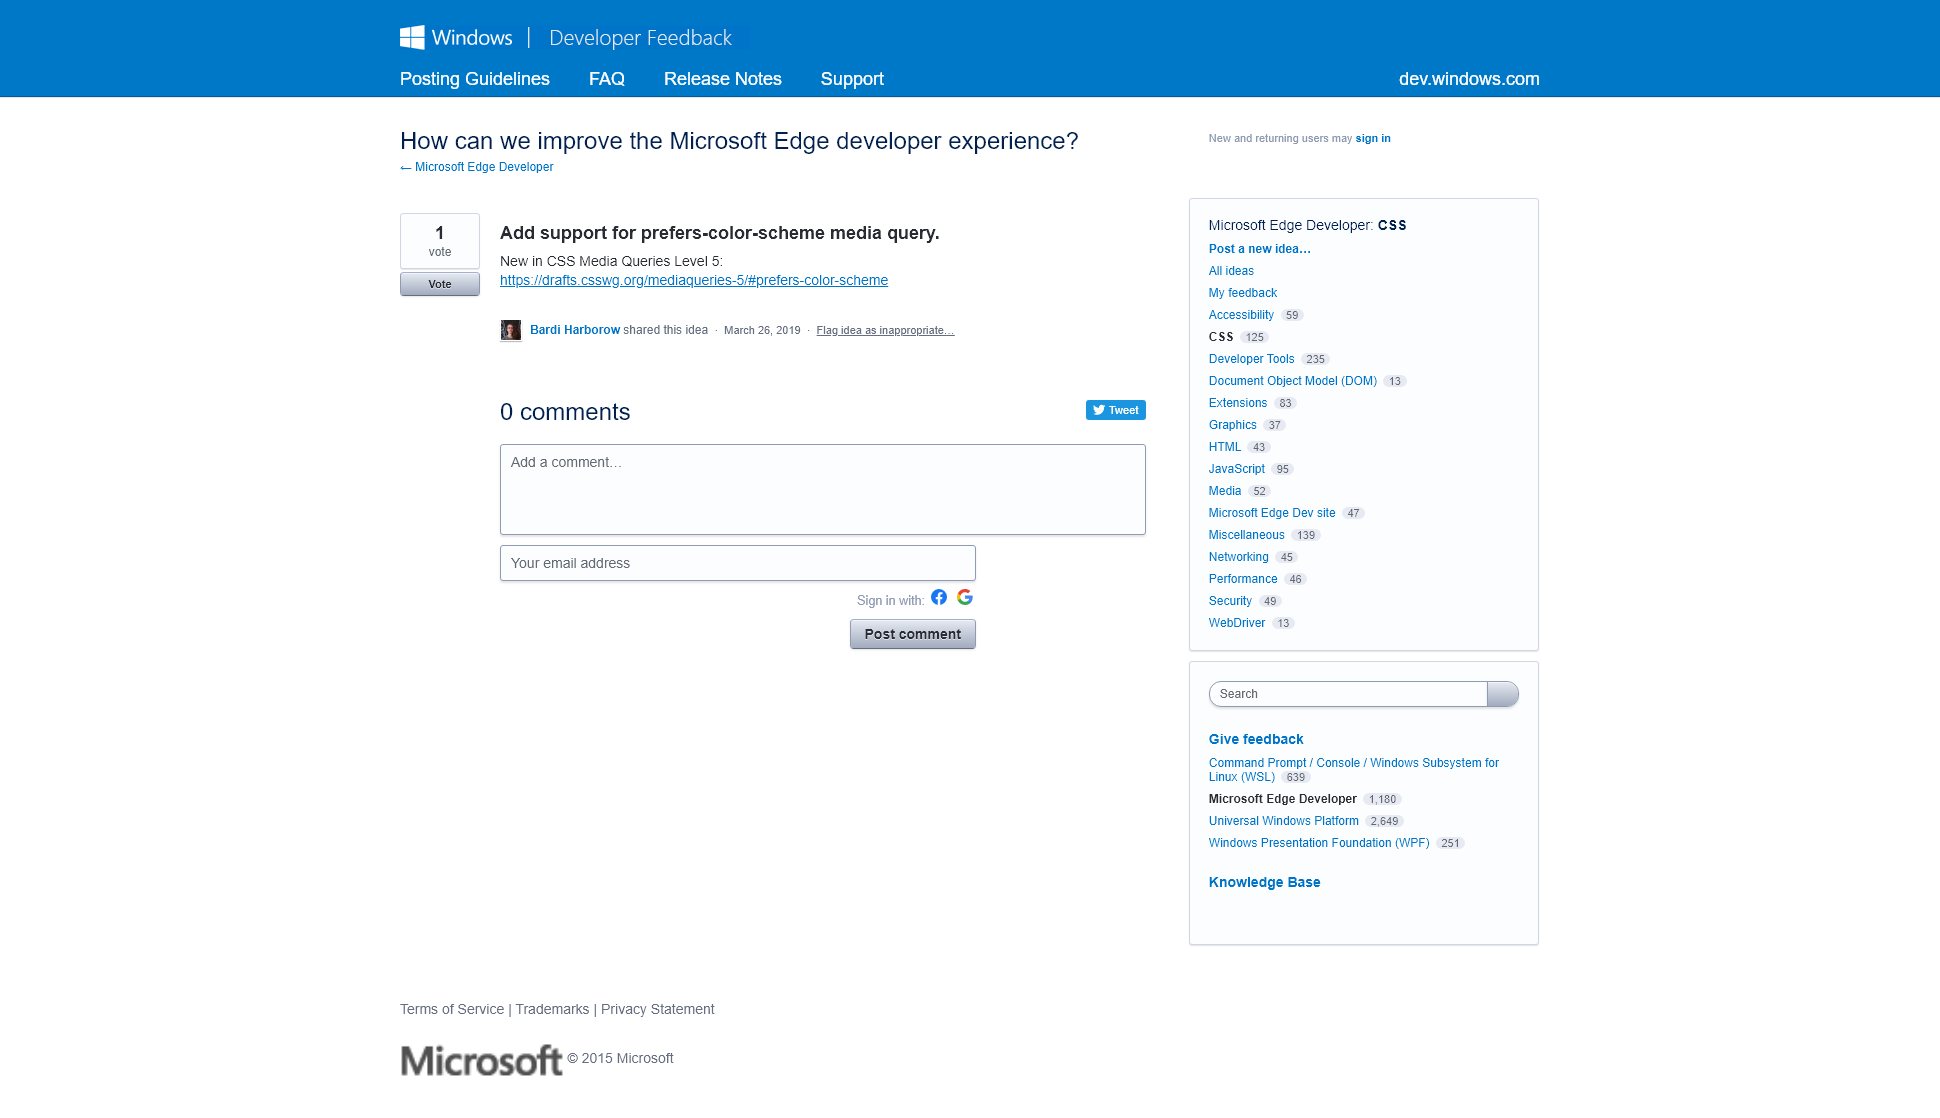 Windows | Developer Feedback
Posting Guidelines FAQ Release Notes Support dev.windows.com
How can we improve the Microsoft Edge developer experience?
← Microsoft Edge Developer
New and returning users may sign in
1
vote
Vote
Add support for prefers-color-scheme media query.
New in CSS Media Queries Level 5:
https://drafts.csswg.org/mediaqueries-5/#prefers-color-scheme
Bardi Harborow shared this idea · March 26, 2019 · Flag idea as inappropriate…
0 comments
Tweet
Add a comment…
Your email address
Sign in with:
Post comment
Microsoft Edge Developer: CSS
Post a new idea…
All ideas
My feedback
Accessibility 59
CSS 125
Developer Tools 235
Document Object Model (DOM) 13
Extensions 83
Graphics 37
HTML 43
JavaScript 95
Media 52
Microsoft Edge Dev site 47
Miscellaneous 139
Networking 45
Performance 46
Security 49
WebDriver 13
Search
Give feedback
Command Prompt / Console / Windows Subsystem for
Linux (WSL) 639
Microsoft Edge Developer 1,180
Universal Windows Platform 2,649
Windows Presentation Foundation (WPF) 251
Knowledge Base
Terms of Service | Trademarks | Privacy Statement
Microsoft © 2015 Microsoft